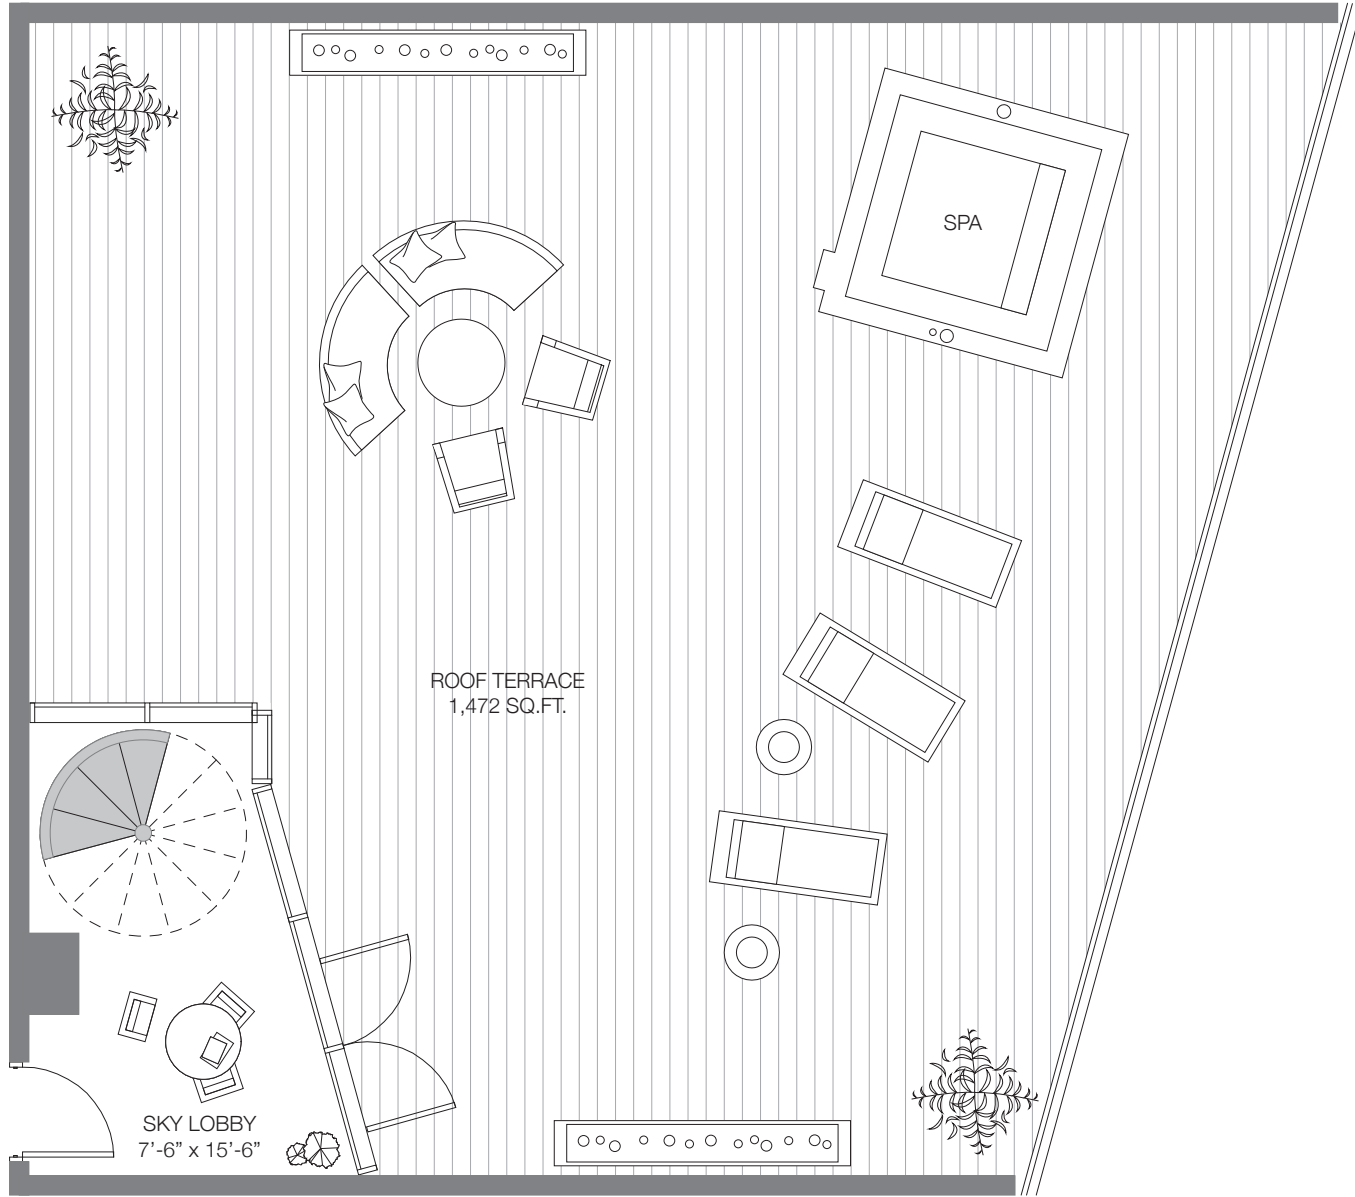 SPA
ROOF TERRACE
1,472 SQ.FT.
SKY LOBBY
7’-6” x 15’-6”